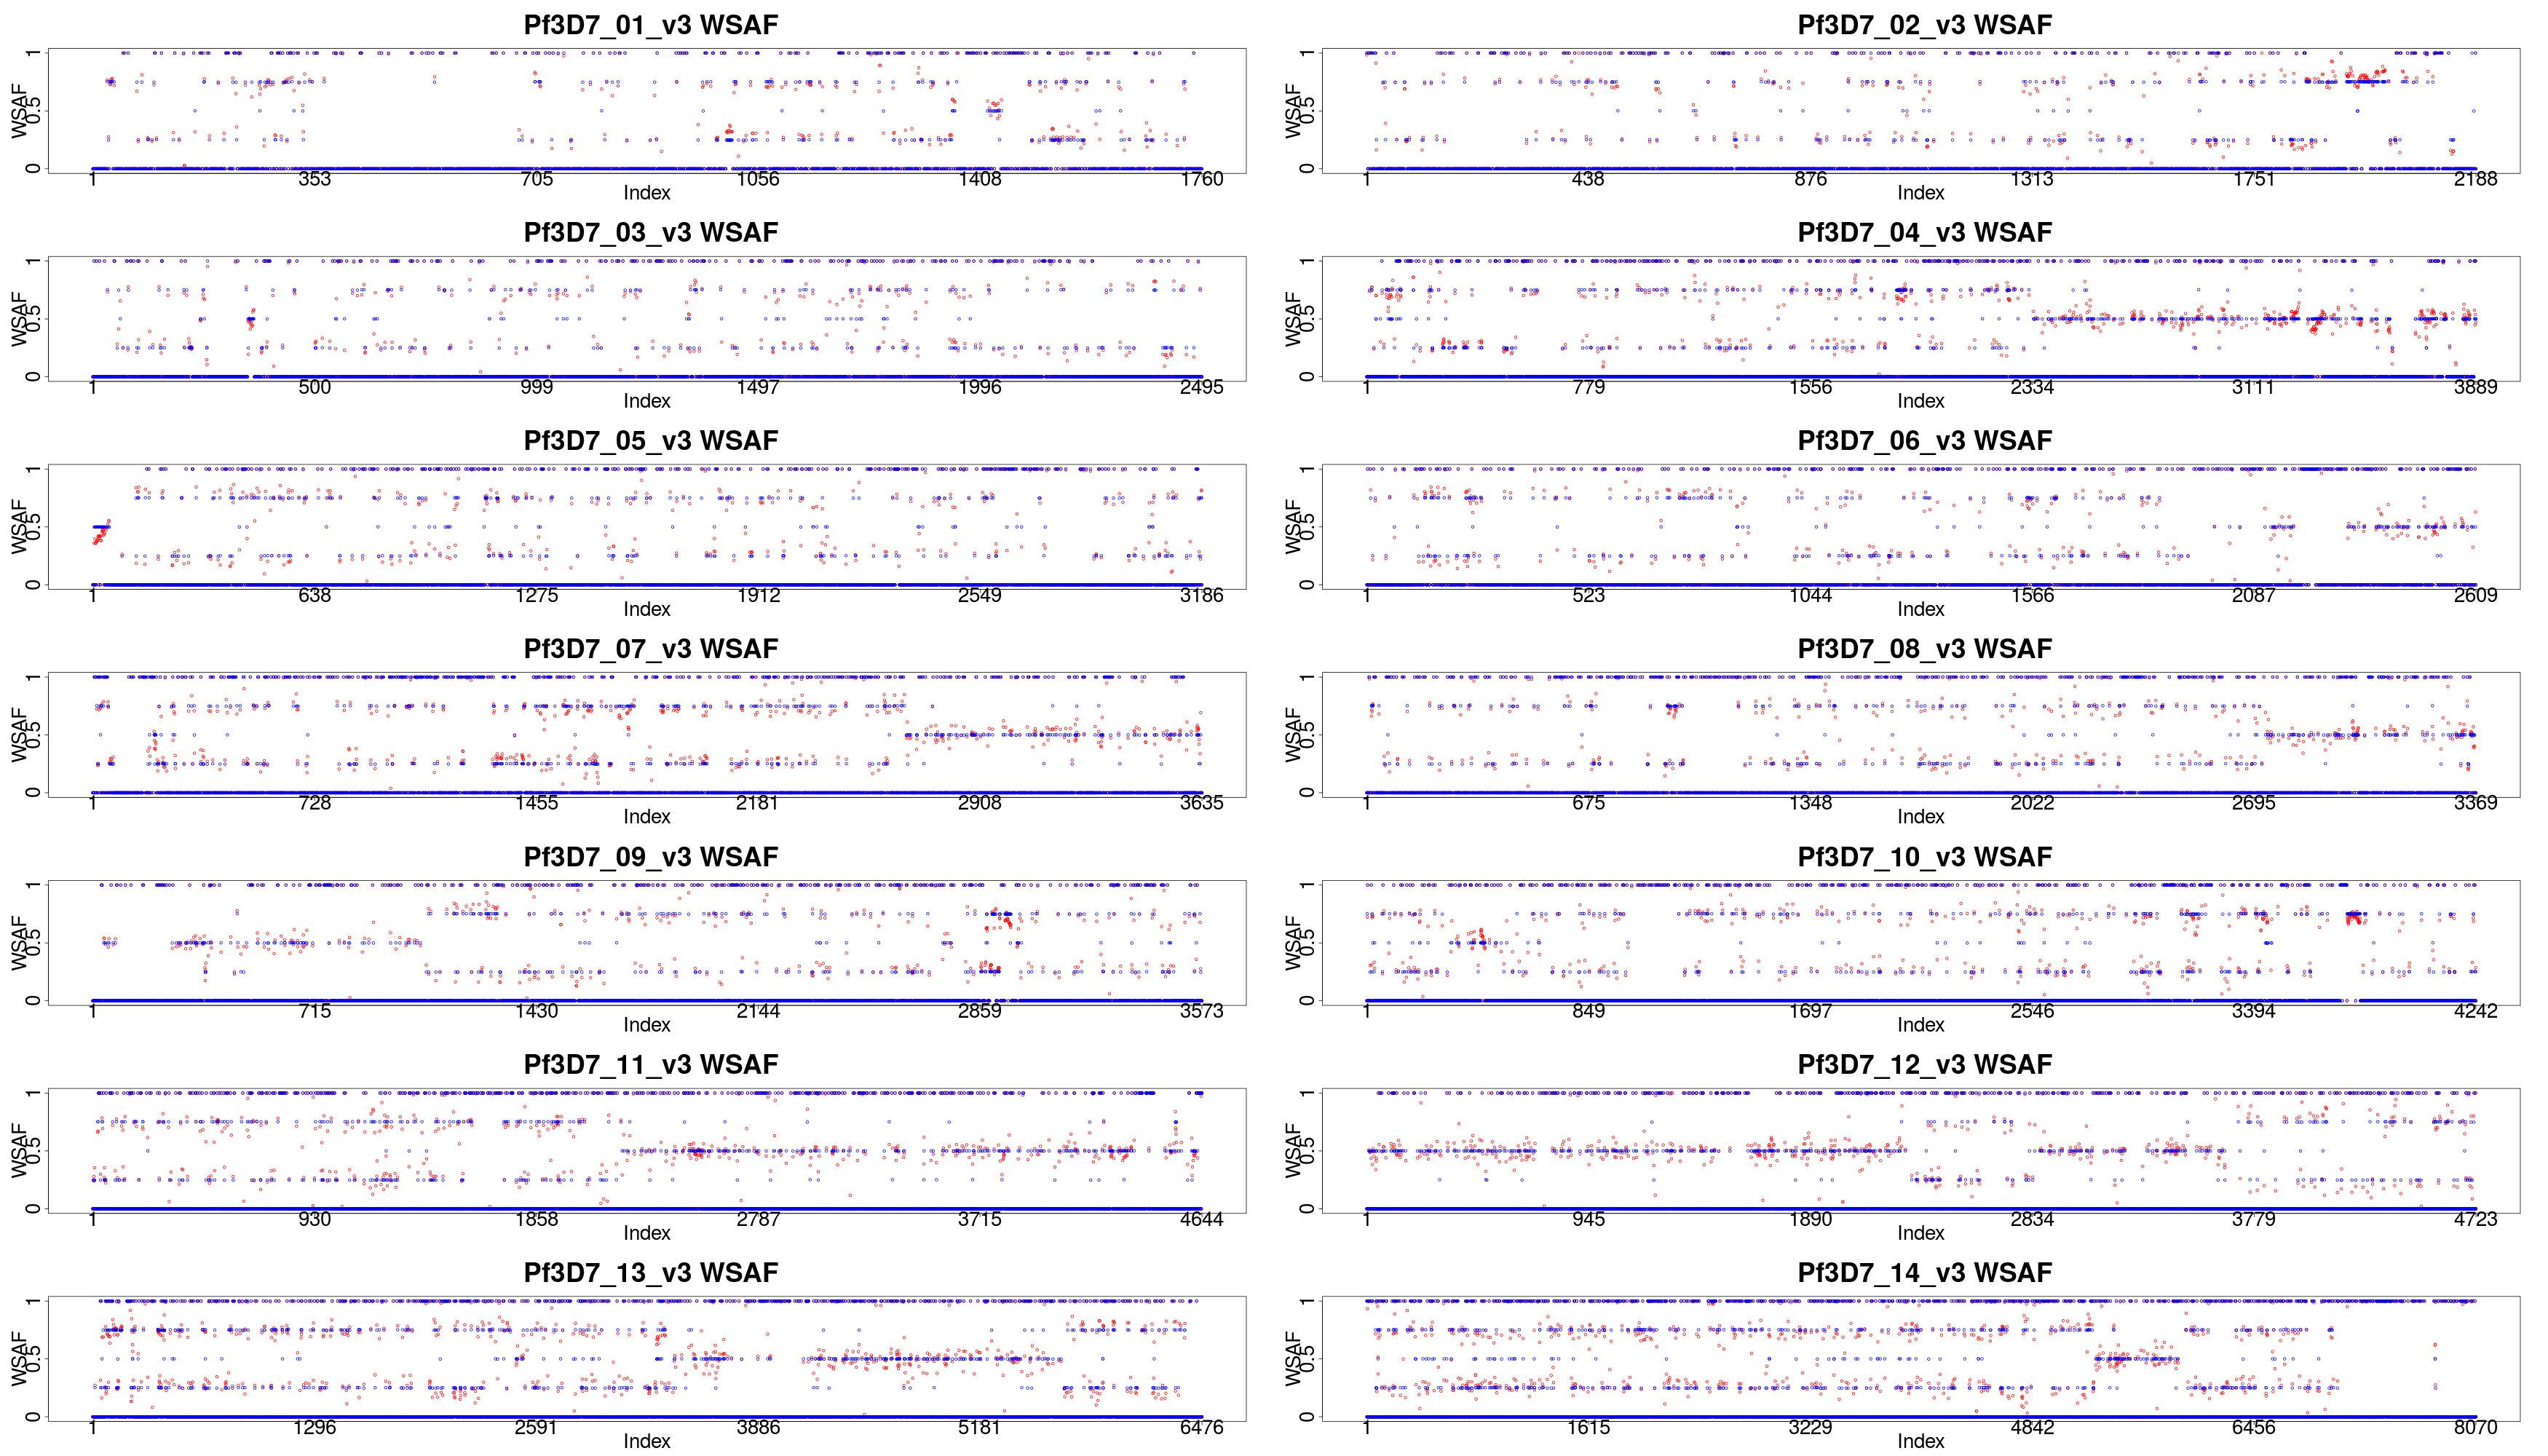 Pf3D7_01_v3 WSAF
WSAF
0 0.5 1
1 353 705 1056 1408 1760
Index
Pf3D7_02_v3 WSAF
WSAF
0 0.5 1
1 438 876 1313 1751 2188
Index
Pf3D7_03_v3 WSAF
WSAF
0 0.5 1
1 500 999 1497 1996 2495
Index
Pf3D7_04_v3 WSAF
WSAF
0 0.5 1
1 779 1556 2334 3111 3889
Index
Pf3D7_05_v3 WSAF
WSAF
0 0.5 1
1 638 1275 1912 2549 3186
Index
Pf3D7_06_v3 WSAF
WSAF
0 0.5 1
1 523 1044 1566 2087 2609
Index
Pf3D7_07_v3 WSAF
WSAF
0 0.5 1
1 728 1455 2181 2908 3635
Index
Pf3D7_08_v3 WSAF
WSAF
0 0.5 1
1 675 1348 2022 2695 3369
Index
Pf3D7_09_v3 WSAF
WSAF
0 0.5 1
1 715 1430 2144 2859 3573
Index
Pf3D7_10_v3 WSAF
WSAF
0 0.5 1
1 849 1697 2546 3394 4242
Index
Pf3D7_11_v3 WSAF
WSAF
0 0.5 1
1 930 1858 2787 3715 4644
Index
Pf3D7_12_v3 WSAF
WSAF
0 0.5 1
1 945 1890 2834 3779 4723
Index
Pf3D7_13_v3 WSAF
WSAF
0 0.5 1
1 1296 2591 3886 5181 6476
Index
Pf3D7_14_v3 WSAF
WSAF
0 0.5 1
1 1615 3229 4842 6456 8070
Index